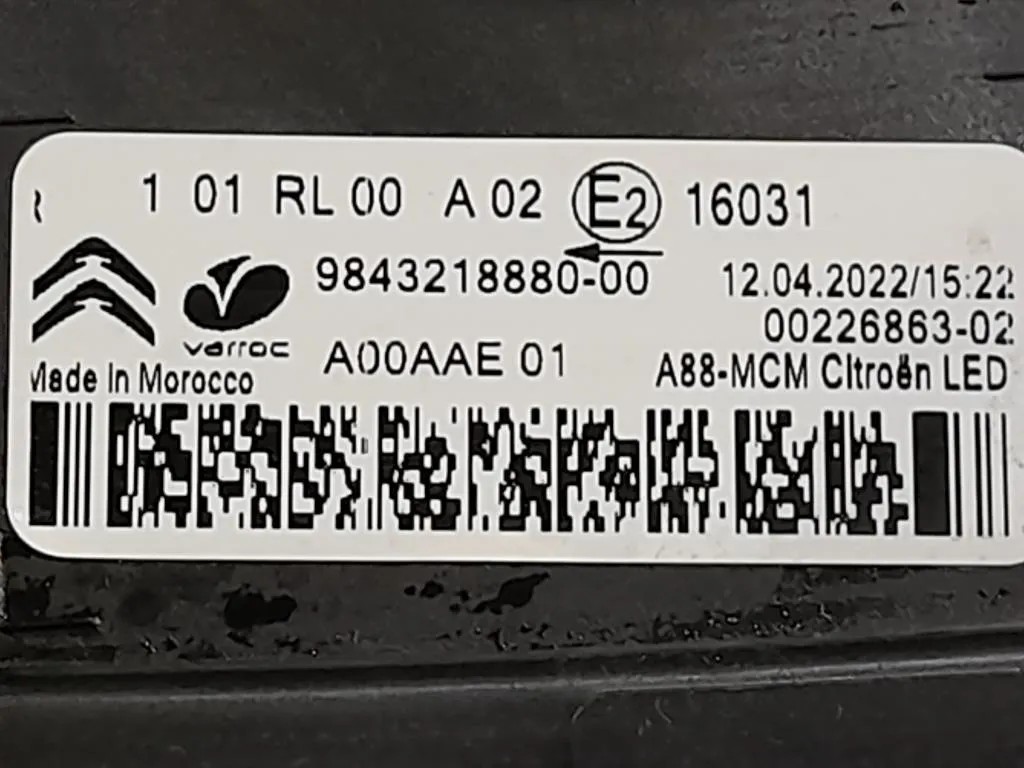 1 01 RL 00 A 02 E2 16031
9843218880-00 12.04.2022/15:22
00226863-02
varroc
A00AAE 01 A88-MCM Citroën LED
Made In Morocco